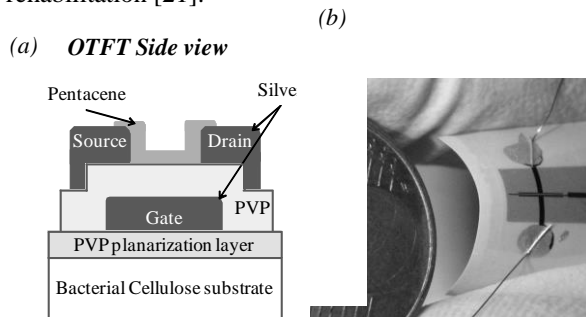 rehabilitation [21].
(b)
(a) OTFT Side view
Pentacene
Silve
Source
Drain
PVP
Gate
PVP planarization layer
Bacterial Cellulose substrate